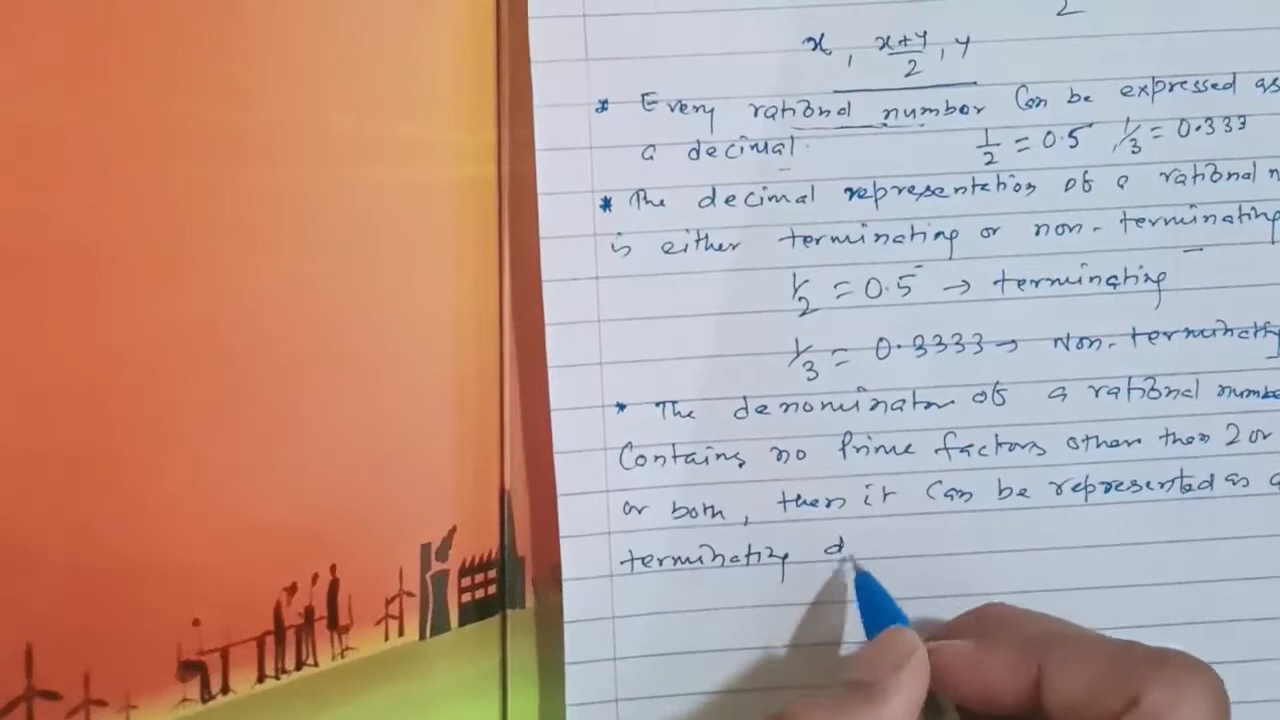 2
x, x+y/2, y
* Every rational number Can be expressed as
a decimal. 1/2 = 0.5, 1/3 = 0.333
* The decimal representation of a rational n
is either terminating or non-terminating
1/2 = 0.5 → terminating
1/3 = 0.3333 → Non-terminating
* The denominator of a rational numbe
Contains no Prime factors other than 2 or
or both, then it Can be represented as a
terminating d